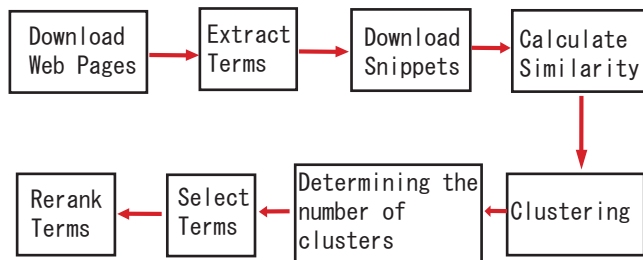 Download
Web Pages
Extract
Terms
Download
Snippets
Calculate
Similarity
Clustering
Determining the
number of
clusters
Select
Terms
Rerank
Terms